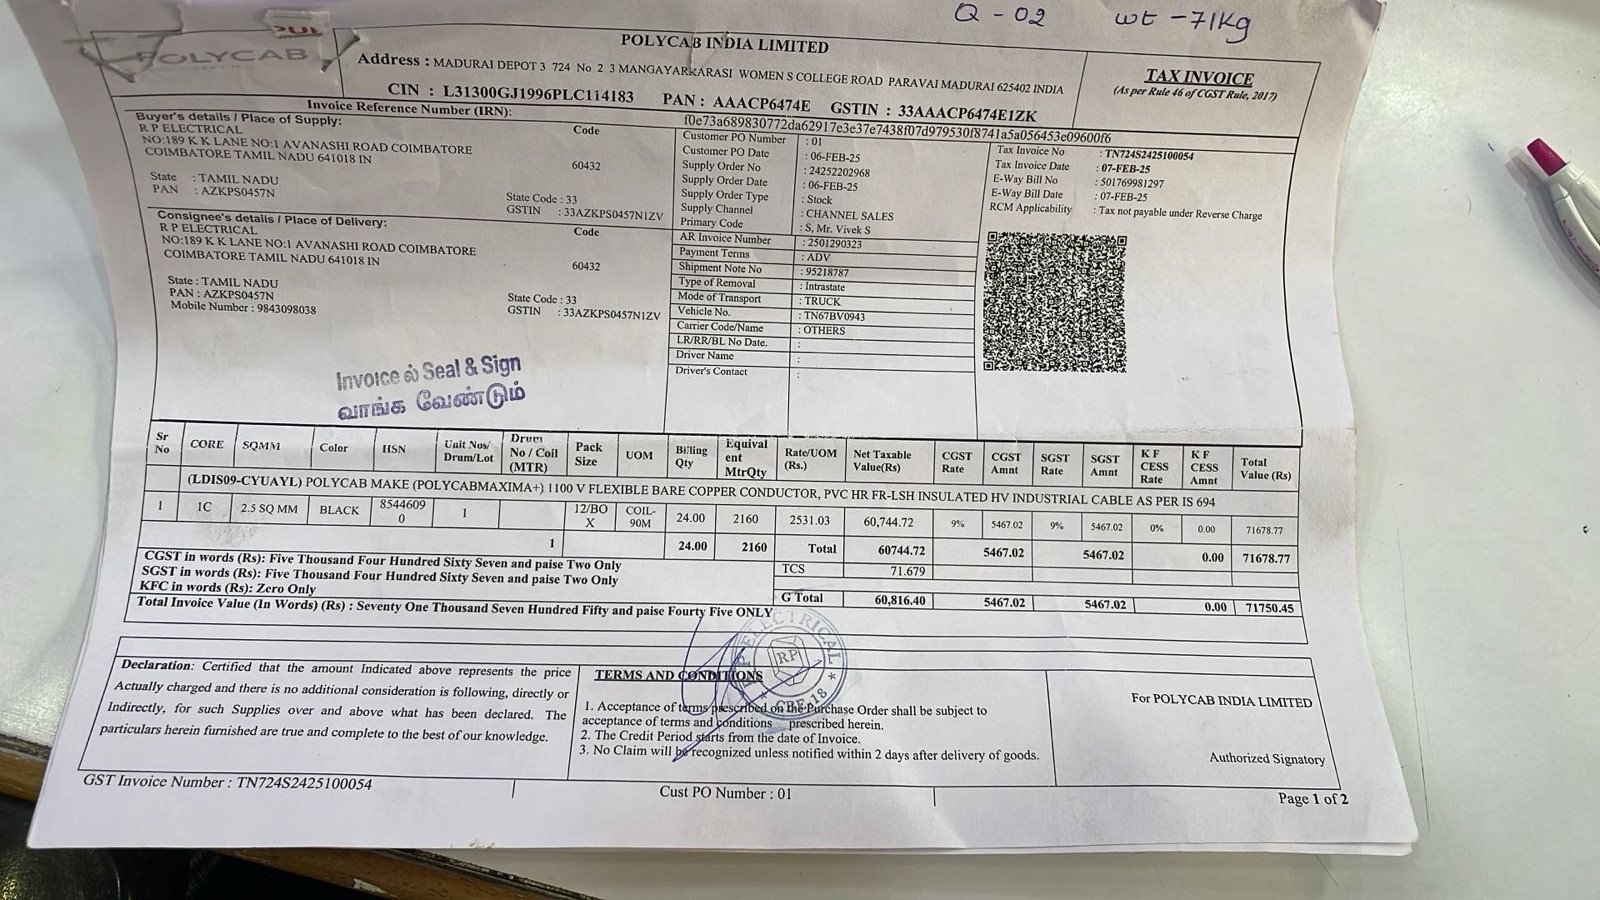 Q - 02 wt - 71kg
POLYCAB
POLYCAB INDIA LIMITED
Address : MADURAI DEPOT 3 724 No 2 3 MANGAYARKARASI WOMEN S COLLEGE ROAD PARAVAI MADURAI 625402 INDIA
CIN : L31300GJ1996PLC114183 PAN : AAACP6474E GSTIN : 33AAACP6474E1ZK
TAX INVOICE
(As per Rule 46 of CGST Rule, 2017)
Invoice Reference Number (IRN): f0e73a689830772da62917e3e37e7438f07d979530f8741a5a056453e09600f6
Buyer's details / Place of Supply: Code
R P ELECTRICAL
NO:189 K K LANE NO:1 AVANASHI ROAD COIMBATORE
COIMBATORE TAMIL NADU 641018 IN 60432
State : TAMIL NADU State Code : 33
PAN : AZKPS0457N GSTIN : 33AZKPS0457N1ZV
Consignee's details / Place of Delivery: Code
R P ELECTRICAL
NO:189 K K LANE NO:1 AVANASHI ROAD COIMBATORE
COIMBATORE TAMIL NADU 641018 IN 60432
State : TAMIL NADU State Code : 33
PAN : AZKPS0457N GSTIN : 33AZKPS0457N1ZV
Mobile Number : 9843098038
Invoice ல் Seal & Sign
வாங்க வேண்டும்
Customer PO Number : 01
Customer PO Date : 06-FEB-25
Supply Order No : 24252202968
Supply Order Date : 06-FEB-25
Supply Order Type : Stock
Supply Channel : CHANNEL SALES
Primary Code : S, Mr. Vivek S
AR Invoice Number : 2501290323
Payment Terms : ADV
Shipment Note No : 95218787
Type of Removal : Intrastate
Mode of Transport : TRUCK
Vehicle No. : TN67BV0943
Carrier Code/Name : OTHERS
LR/RR/BL No Date. :
Driver Name :
Driver's Contact :
Tax Invoice No : TN724S2425100054
Tax Invoice Date : 07-FEB-25
E-Way Bill No : 501769981297
E-Way Bill Date : 07-FEB-25
RCM Applicability : Tax not payable under Reverse Charge
Sr No CORE SQMM Color HSN Unit Nos/ Drum/Lot Drum No / Coil (MTR) Pack Size UOM Billing Qty Equival ent MtrQty Rate/UOM (Rs.) Net Taxable Value(Rs) CGST Rate CGST Amnt SGST Rate SGST Amnt K F CESS Rate K F CESS Amnt Total Value (Rs)
(LDIS09-CYUAYL) POLYCAB MAKE (POLYCABMAXIMA+) 1100 V FLEXIBLE BARE COPPER CONDUCTOR, PVC HR FR-LSH INSULATED HV INDUSTRIAL CABLE AS PER IS 694
1 1C 2.5 SQ MM BLACK 8544600 1 12/BOX COIL-90M 24.00 2160 2531.03 60,744.72 9% 5467.02 9% 5467.02 0% 0.00 71678.77
1 24.00 2160 Total 60744.72 5467.02 5467.02 0.00 71678.77
CGST in words (Rs): Five Thousand Four Hundred Sixty Seven and paise Two Only
SGST in words (Rs): Five Thousand Four Hundred Sixty Seven and paise Two Only
KFC in words (Rs): Zero Only
TCS 71.679
G Total 60,816.40 5467.02 5467.02 0.00 71750.45
Total Invoice Value (In Words) (Rs) : Seventy One Thousand Seven Hundred Fifty and paise Fourty Five ONLY
Declaration: Certified that the amount Indicated above represents the price
Actually charged and there is no additional consideration is following, directly or
Indirectly, for such Supplies over and above what has been declared. The
particulars herein furnished are true and complete to the best of our knowledge.
R P ELECTRICAL
RP
★ CBE-18 ★
TERMS AND CONDITIONS
1. Acceptance of terms prescribed on the Purchase Order shall be subject to
acceptance of terms and conditions prescribed herein.
2. The Credit Period starts from the date of Invoice.
3. No Claim will be recognized unless notified within 2 days after delivery of goods.
For POLYCAB INDIA LIMITED
Authorized Signatory
GST Invoice Number : TN724S2425100054 Cust PO Number : 01 Page 1 of 2